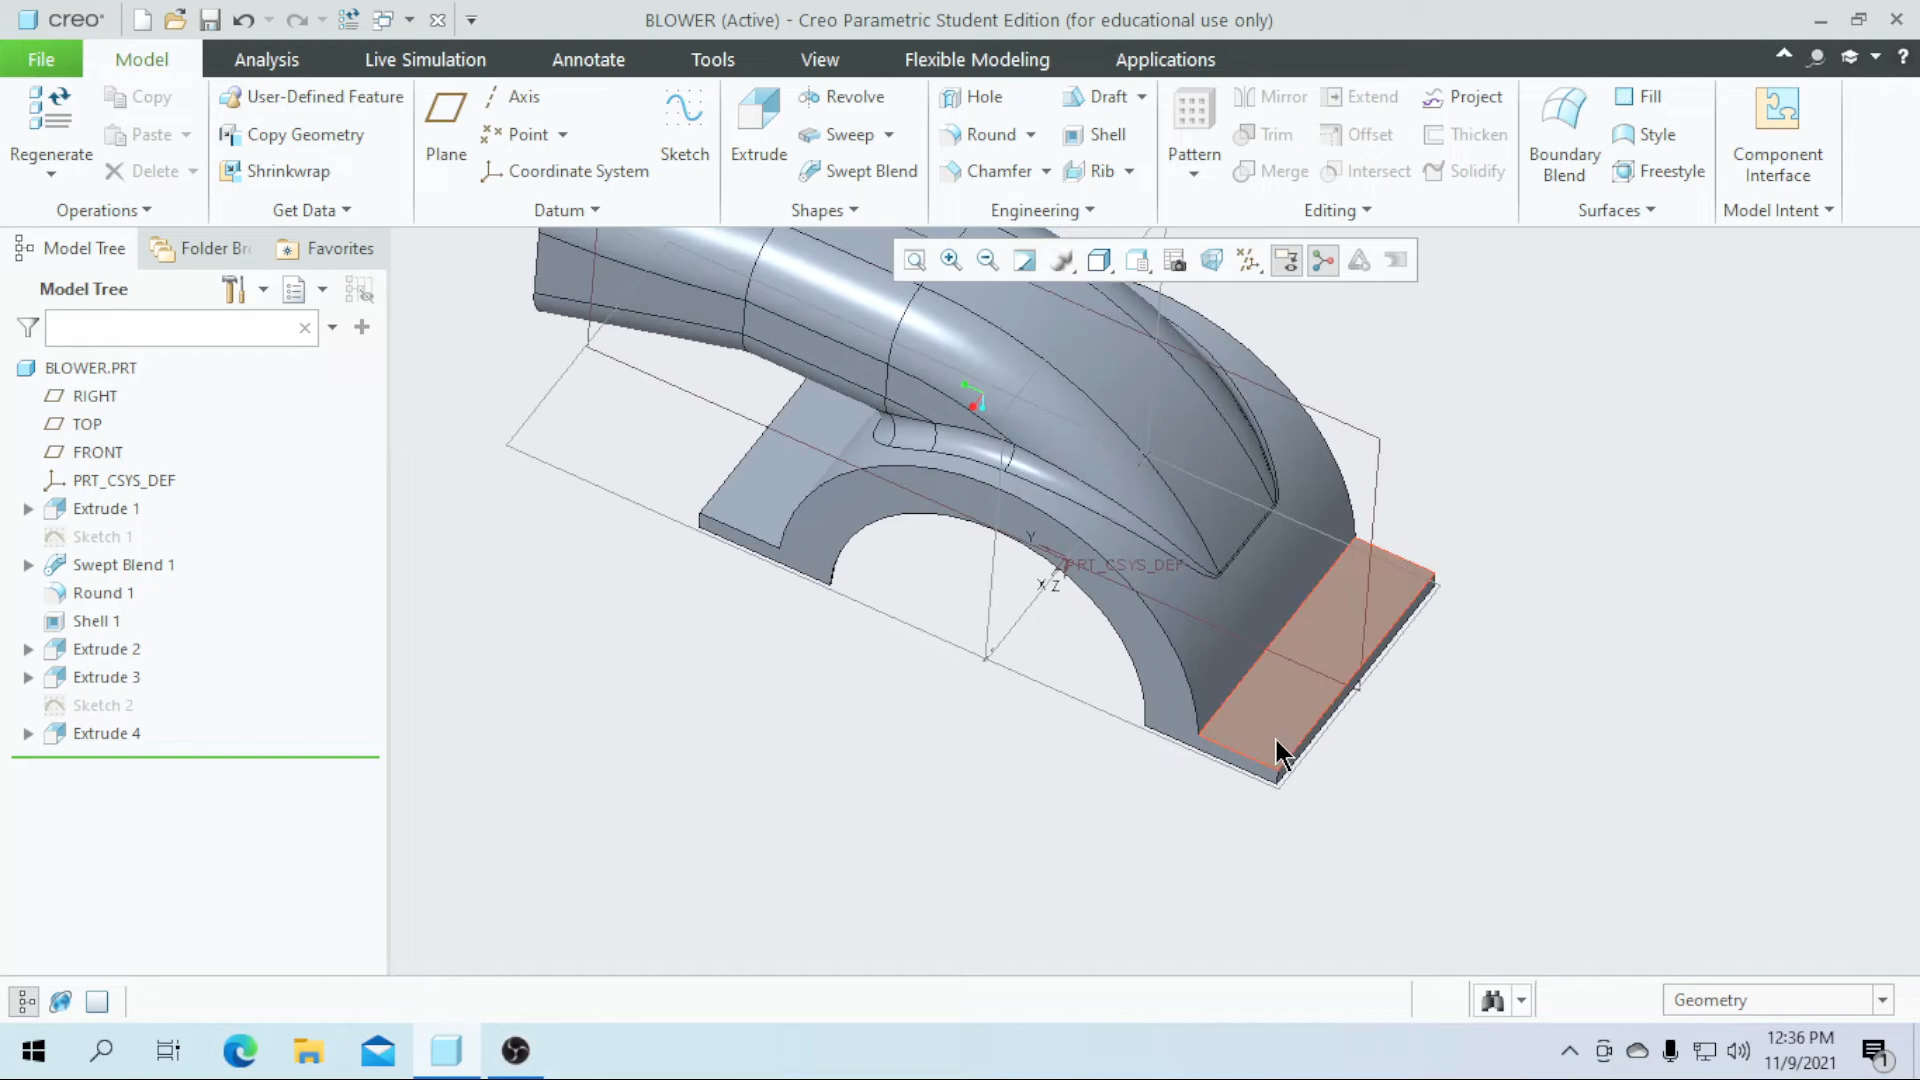 creo®
BLOWER (Active) - Creo Parametric Student Edition (for educational use only)
File Model Analysis Live Simulation Annotate Tools View Flexible Modeling Applications ?
Regenerate Copy Paste Delete
Operations
User-Defined Feature
Copy Geometry
Shrinkwrap
Get Data
Plane Axis Point Coordinate System Sketch
Datum
Extrude Revolve Sweep Swept Blend
Shapes
Hole Draft
Round Shell
Chamfer Rib
Engineering
Pattern Mirror Extend Project
Trim Offset Thicken
Merge Intersect Solidify
Editing
Boundary Blend Fill Style Freestyle
Surfaces
Component Interface
Model Intent
Model Tree Folder Br Favorites
Model Tree
BLOWER.PRT
RIGHT
TOP
FRONT
PRT_CSYS_DEF
Extrude 1
Sketch 1
Swept Blend 1
Round 1
Shell 1
Extrude 2
Extrude 3
Sketch 2
Extrude 4
Y
PRT_CSYS_DEF
X Z
Geometry
12:36 PM
11/9/2021
1